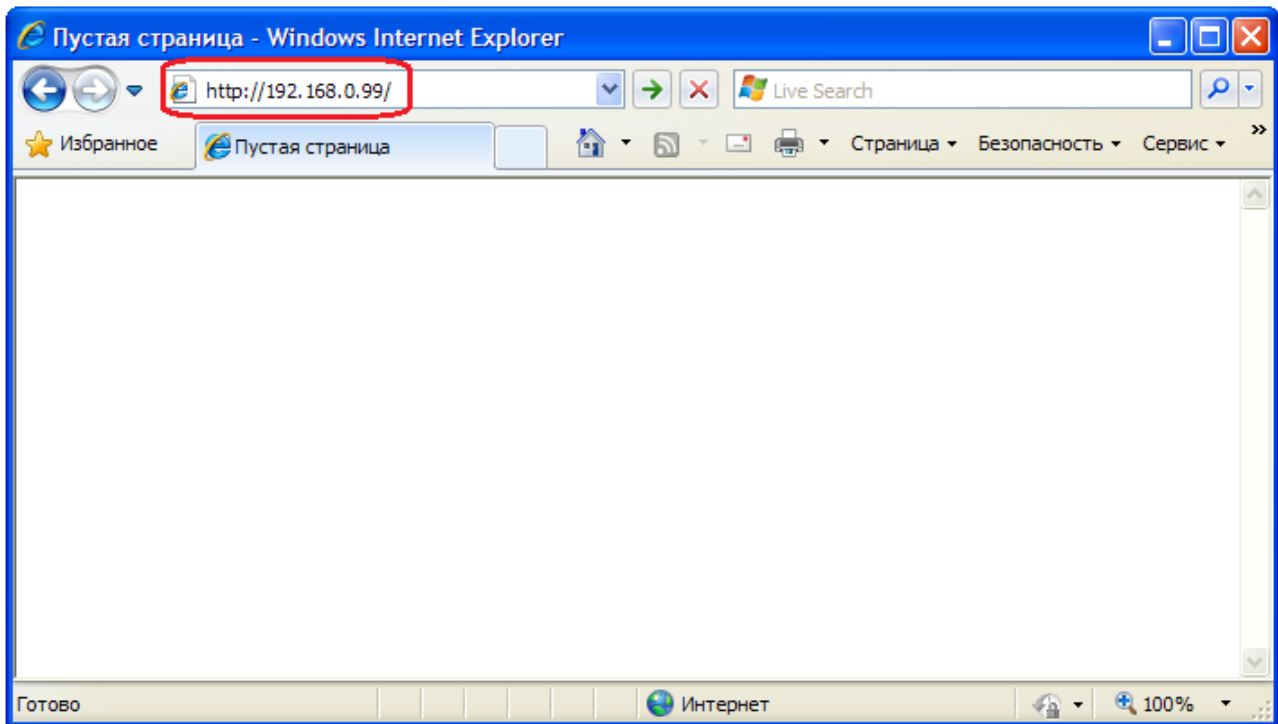 Пустая страница - Windows Internet Explorer
http://192.168.0.99/ Live Search
Избранное Пустая страница Страница Безопасность Сервис »
Готово Интернет 100%